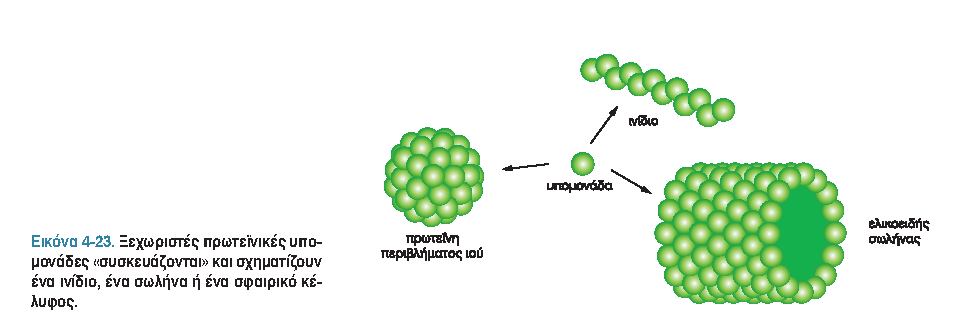 ινίδιο
υπομονάδα
πρωτεΐνη
περιβλήματος ιού
ελικοειδής
σωλήνας
Εικόνα 4-23. Ξεχωριστές πρωτεϊνικές υπο-
μονάδες «συσκευάζονται» και σχηματίζουν
ένα ινίδιο, ένα σωλήνα ή ένα σφαιρικό κέ-
λυφος.